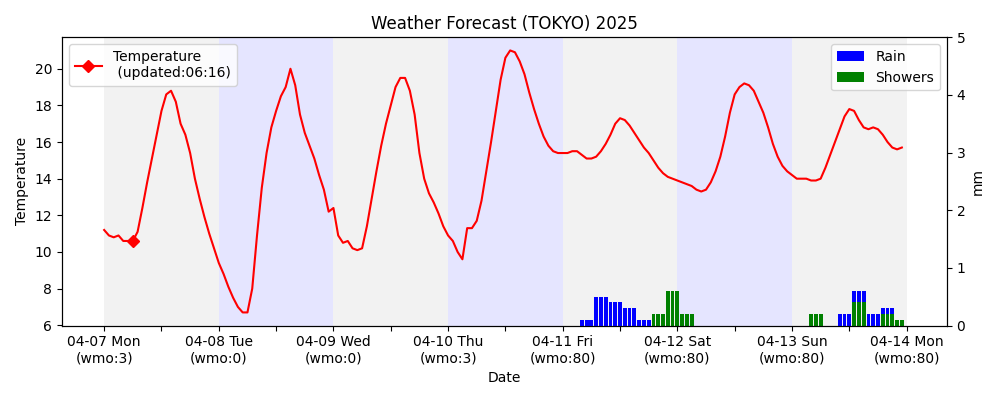 Weather Forecast (TOKYO) 2025
Temperature
(updated:06:16)
Rain
Showers
20
18
16
14
12
10
8
6
Temperature
5
4
3
2
1
0
mm
04-07 Mon
(wmo:3)
04-08 Tue
(wmo:0)
04-09 Wed
(wmo:0)
04-10 Thu
(wmo:3)
04-11 Fri
(wmo:80)
04-12 Sat
(wmo:80)
04-13 Sun
(wmo:80)
04-14 Mon
(wmo:80)
Date